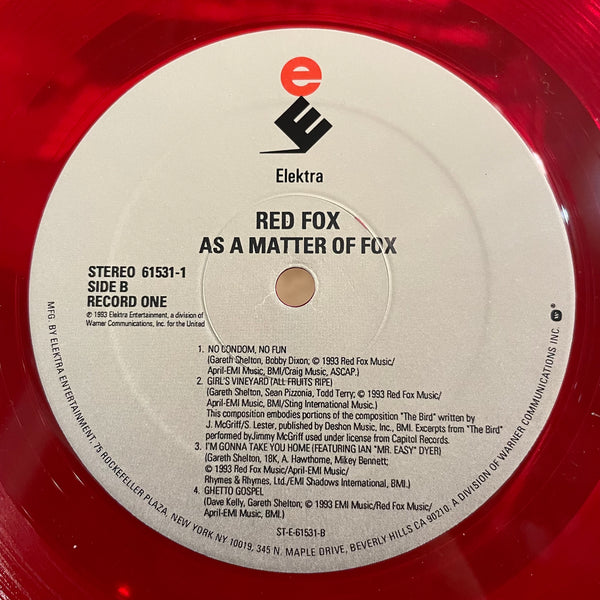 e
E
Elektra
RED FOX
AS A MATTER OF FOX
STEREO 61531-1
SIDE B
RECORD ONE
℗ 1993 Elektra Entertainment, a division of
Warner Communications, Inc. for the United
1. NO CONDOM, NO FUN
(Gareth Shelton, Bobby Dixon; © 1993 Red Fox Music/
April-EMI Music, BMI/Craig Music, ASCAP.)
2. GIRL'S VINEYARD (ALL FRUITS RIPE)
(Gareth Shelton, Sean Pizzonia, Todd Terry; © 1993 Red Fox Music/
April-EMI Music, BMI/Sting International Music.)
This composition embodies portions of the composition "The Bird" written by
J. McGriff/S. Lester, published by Deshon Music, Inc., BMI. Excerpts from "The Bird"
performed by Jimmy McGriff used under license from Capitol Records.
3. I'M GONNA TAKE YOU HOME (FEATURING IAN "MR. EASY" DYER)
(Gareth Shelton, 18K, A. Hawthorne, Mikey Bennett;
© 1993 Red Fox Music/April-EMI Music/
Rhymes & Rhymes, Ltd./EMI Shadows International, BMI.)
4. GHETTO GOSPEL
(Dave Kelly, Gareth Shelton; © 1993 EMI Music/Red Fox Music/
April-EMI Music, BMI.)
ST-E-61531-B
MFG. BY ELEKTRA ENTERTAINMENT, 75 ROCKEFELLER PLAZA, NEW YORK NY 10019, 345 N. MAPLE DRIVE, BEVERLY HILLS CA 90210, A DIVISION OF WARNER COMMUNICATIONS INC. ®